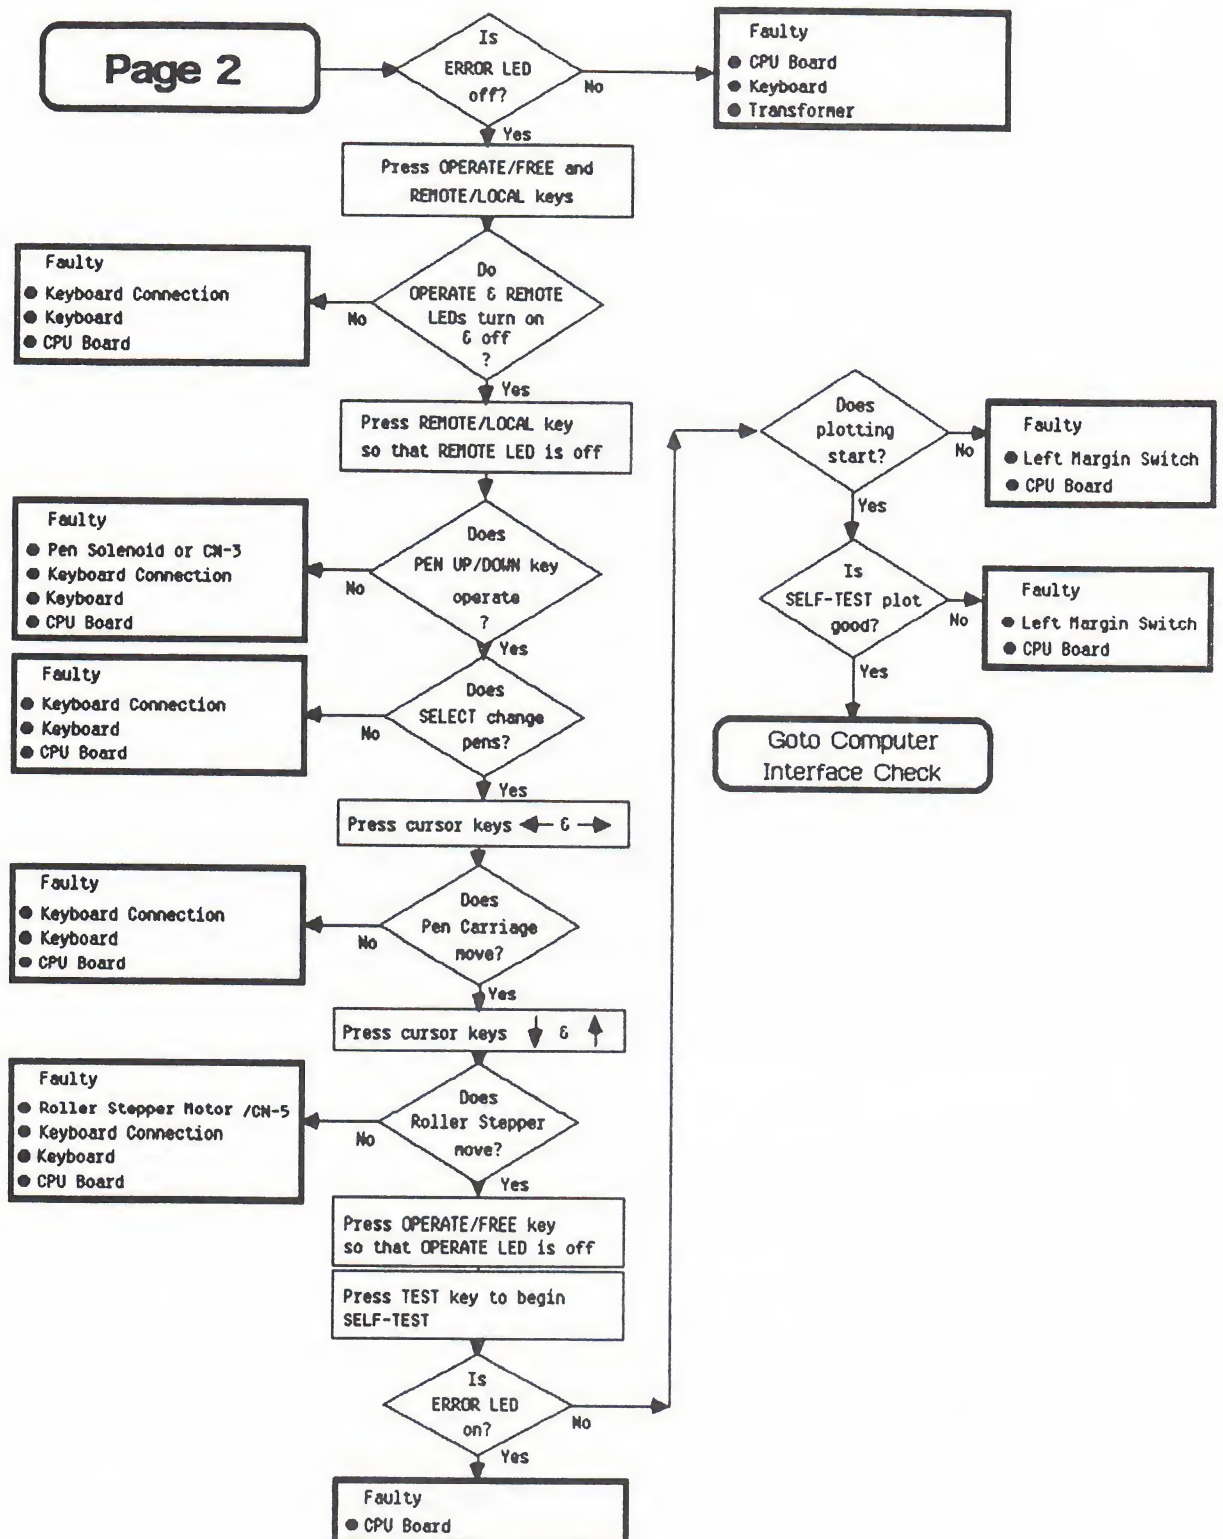 Page 2
Is
ERROR LED
off?
No
Yes
Faulty
● CPU Board
● Keyboard
● Transformer
Press OPERATE/FREE and
REMOTE/LOCAL keys
Do
OPERATE & REMOTE
LEDs turn on
& off
?
No
Yes
Faulty
● Keyboard Connection
● Keyboard
● CPU Board
Press REMOTE/LOCAL key
so that REMOTE LED is off
Does
PEN UP/DOWN key
operate
?
No
Yes
Faulty
● Pen Solenoid or CN-3
● Keyboard Connection
● Keyboard
● CPU Board
Does
SELECT change
pens?
No
Yes
Faulty
● Keyboard Connection
● Keyboard
● CPU Board
Press cursor keys ← & →
Does
Pen Carriage
move?
No
Yes
Faulty
● Keyboard Connection
● Keyboard
● CPU Board
Press cursor keys ↓ & ↑
Does
Roller Stepper
move?
No
Yes
Faulty
● Roller Stepper Motor /CN-5
● Keyboard Connection
● Keyboard
● CPU Board
Press OPERATE/FREE key
so that OPERATE LED is off
Press TEST key to begin
SELF-TEST
Is
ERROR LED
on?
No
Yes
Faulty
● CPU Board
Does
plotting
start?
No
Yes
Faulty
● Left Margin Switch
● CPU Board
Is
SELF-TEST plot
good?
No
Yes
Faulty
● Left Margin Switch
● CPU Board
Goto Computer
Interface Check